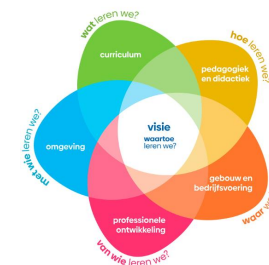 wat leren we?
hoe leren we?
curriculum
pedagogiek
en didactiek
visie
waartoe
leren we?
omgeving
gebouw en
bedrijfsvoering
professionele
ontwikkeling
met wie leren we?
waar
van wie leren we?